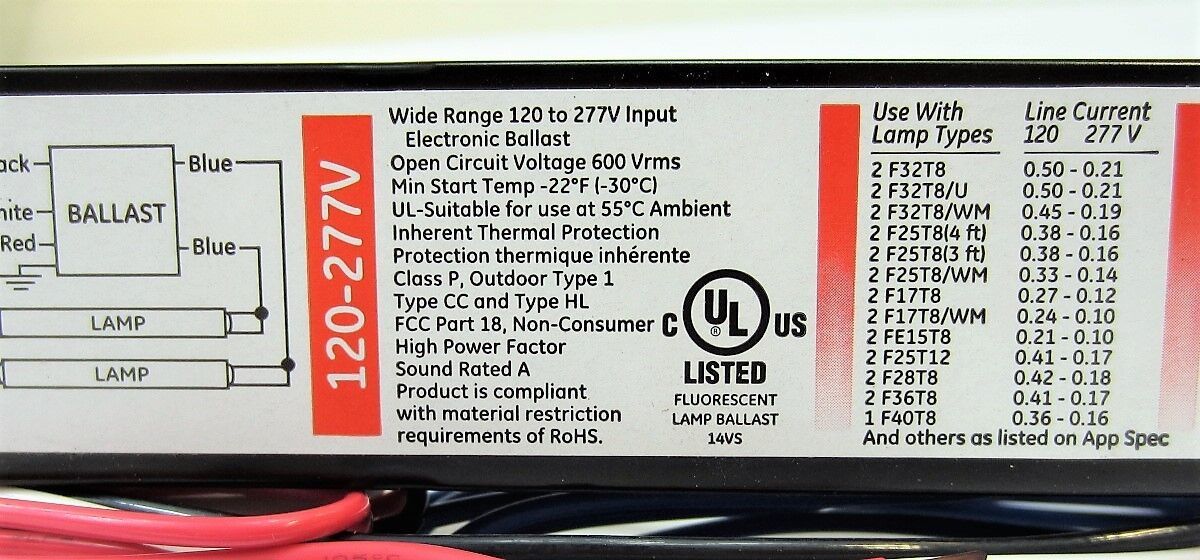 ack
Blue
hite
BALLAST
Red
Blue
LAMP
LAMP
120-277V
Wide Range 120 to 277V Input
Electronic Ballast
Open Circuit Voltage 600 Vrms
Min Start Temp -22°F (-30°C)
UL-Suitable for use at 55°C Ambient
Inherent Thermal Protection
Protection thermique inhérente
Class P, Outdoor Type 1
Type CC and Type HL
FCC Part 18, Non-Consumer
High Power Factor
Sound Rated A
Product is compliant
with material restriction
requirements of RoHS.
C UL ® US
LISTED
FLUORESCENT
LAMP BALLAST
14VS
Use With Line Current
Lamp Types 120 277 V
2 F32T8 0.50 - 0.21
2 F32T8/U 0.50 - 0.21
2 F32T8/WM 0.45 - 0.19
2 F25T8(4 ft) 0.38 - 0.16
2 F25T8(3 ft) 0.38 - 0.16
2 F25T8/WM 0.33 - 0.14
2 F17T8 0.27 - 0.12
2 F17T8/WM 0.24 - 0.10
2 FE15T8 0.21 - 0.10
2 F25T12 0.41 - 0.17
2 F28T8 0.42 - 0.18
2 F36T8 0.41 - 0.17
1 F40T8 0.36 - 0.16
And others as listed on App Spec